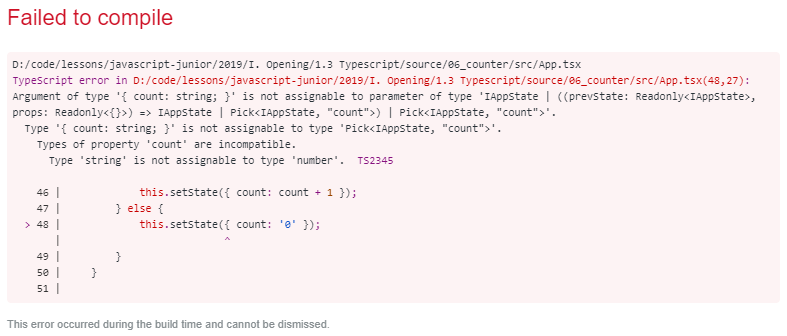 Failed to compile
D:/code/lessons/javascript-junior/2019/I. Opening/1.3 Typescript/source/06_counter/src/App.tsx
TypeScript error in D:/code/lessons/javascript-junior/2019/I. Opening/1.3 Typescript/source/06_counter/src/App.tsx(48,27):
Argument of type '{ count: string; }' is not assignable to parameter of type 'IAppState | ((prevState: Readonly<IAppState>,
props: Readonly<{}>) => IAppState | Pick<IAppState, "count">) | Pick<IAppState, "count">'.
  Type '{ count: string; }' is not assignable to type 'Pick<IAppState, "count">'.
    Types of property 'count' are incompatible.
      Type 'string' is not assignable to type 'number'.  TS2345
    46 |             this.setState({ count: count + 1 });
    47 |         } else {
  > 48 |             this.setState({ count: '0' });
       |                           ^
    49 |         }
    50 |     }
    51 |
This error occurred during the build time and cannot be dismissed.